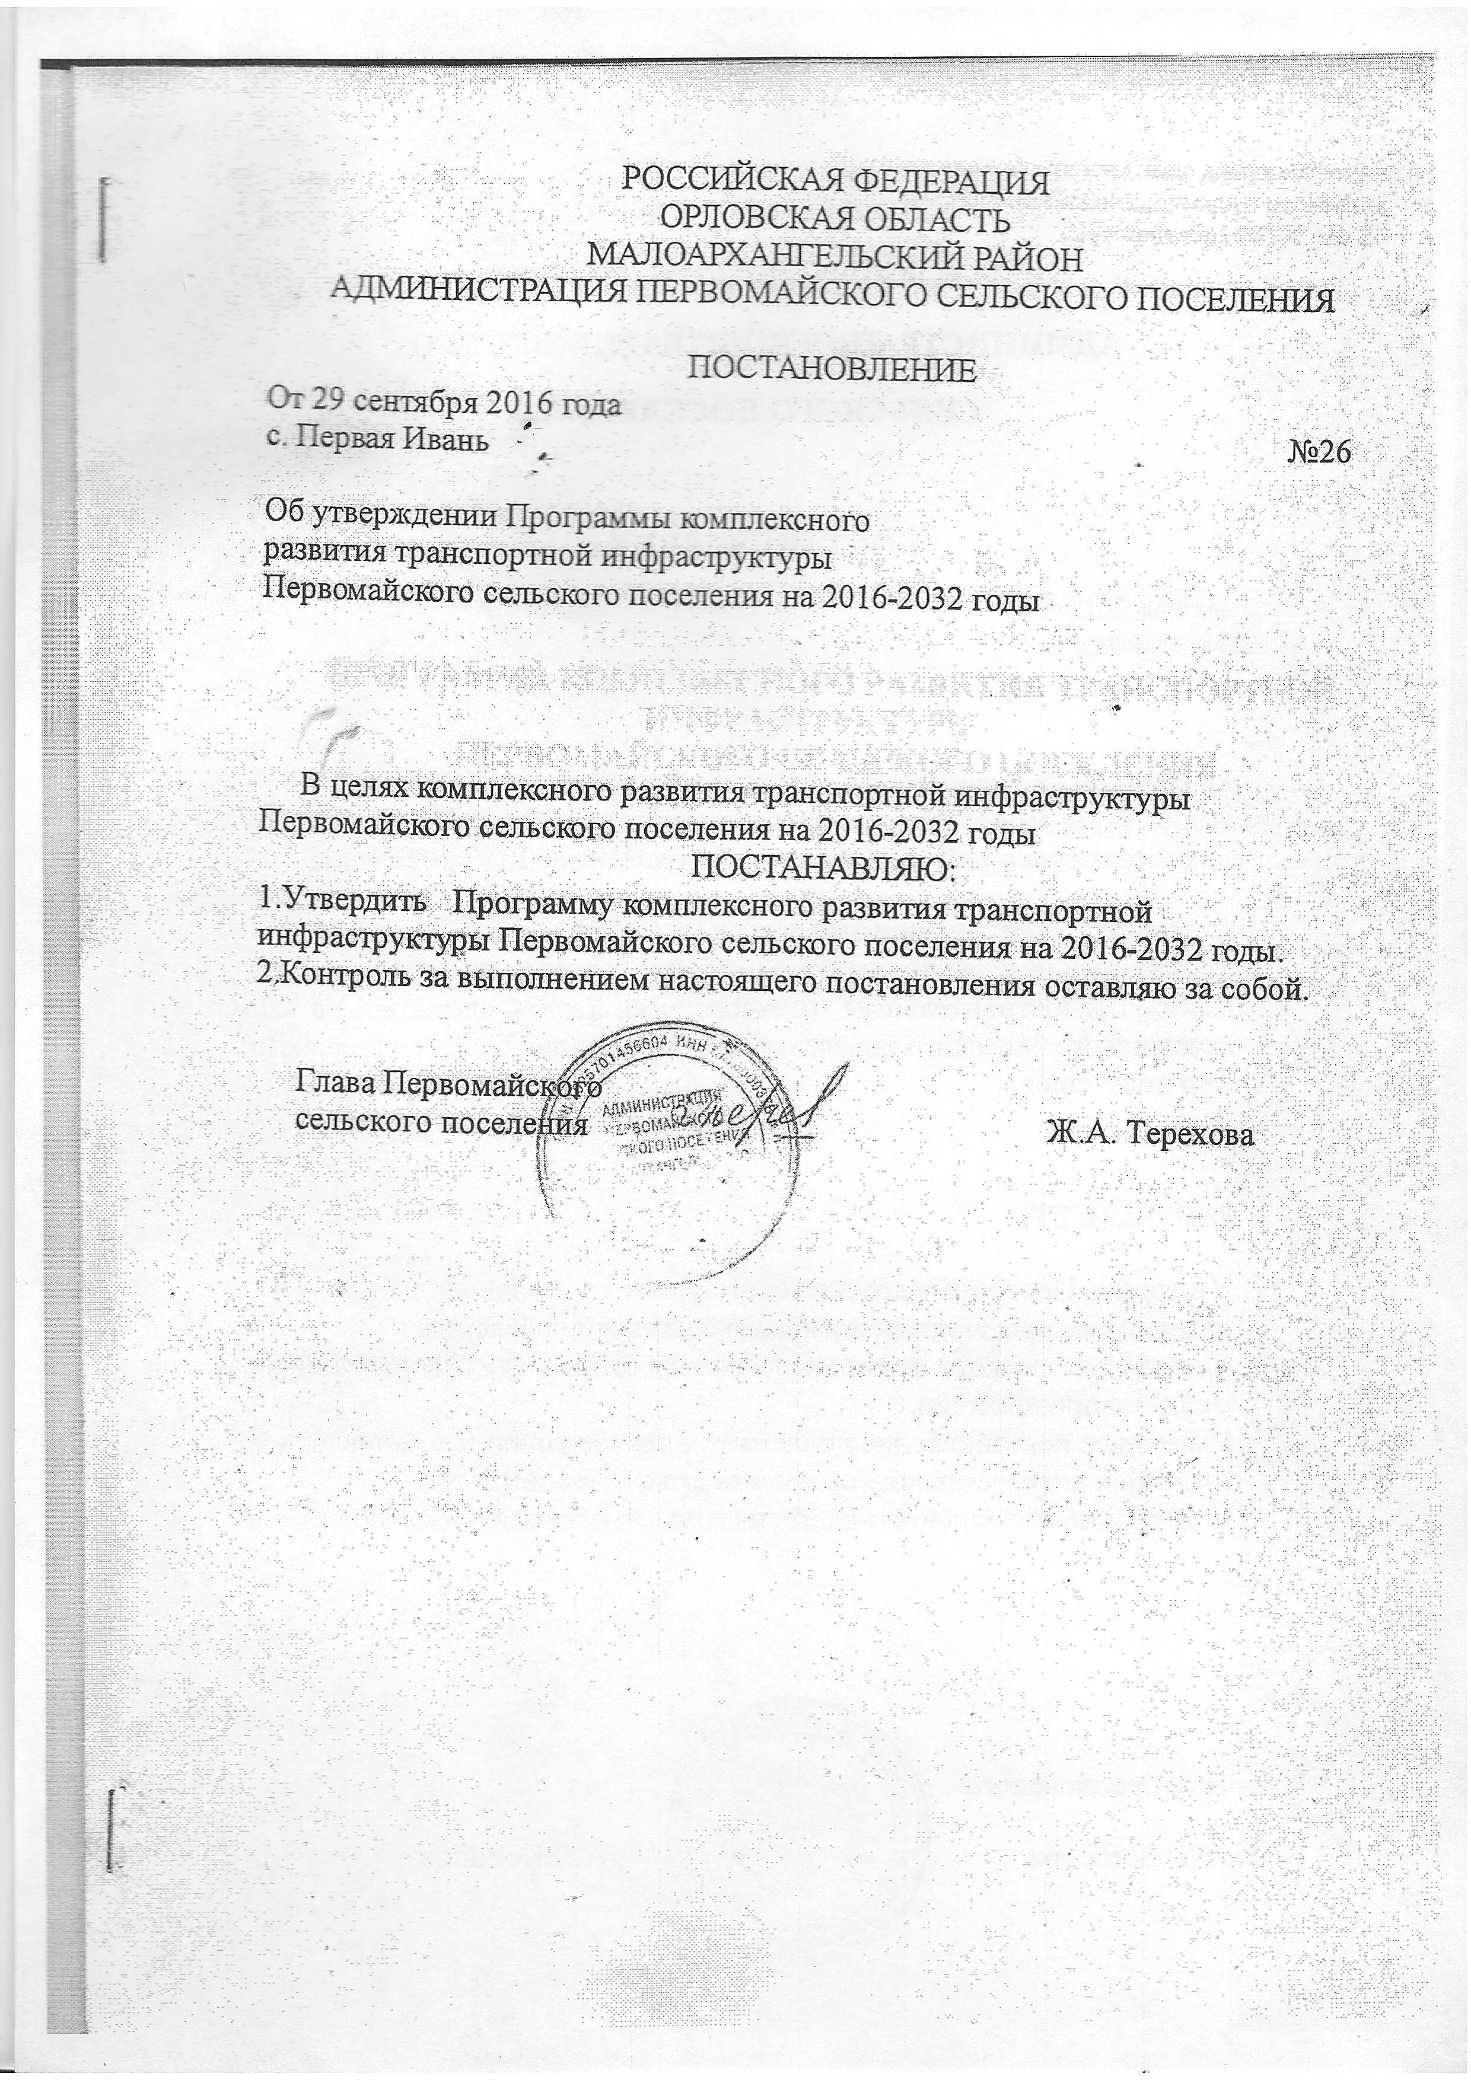 РОССИЙСКАЯ ФЕДЕРАЦИЯ
ОРЛОВСКАЯ ОБЛАСТЬ
МАЛОАРХАНГЕЛЬСКИЙ РАЙОН
АДМИНИСТРАЦИЯ ПЕРВОМАЙСКОГО СЕЛЬСКОГО ПОСЕЛЕНИЯ
ПОСТАНОВЛЕНИЕ
От 29 сентября 2016 года
с. Первая Ивань №26
Об утверждении Программы комплексного
развития транспортной инфраструктуры
Первомайского сельского поселения на 2016-2032 годы
В целях комплексного развития транспортной инфраструктуры
Первомайского сельского поселения на 2016-2032 годы
ПОСТАНАВЛЯЮ:
1.Утвердить Программу комплексного развития транспортной
инфраструктуры Первомайского сельского поселения на 2016-2032 годы.
2.Контроль за выполнением настоящего постановления оставляю за собой.
Глава Первомайского
сельского поселения Ж.А. Терехова
ИНН
АДМИНИСТРАЦИЯ